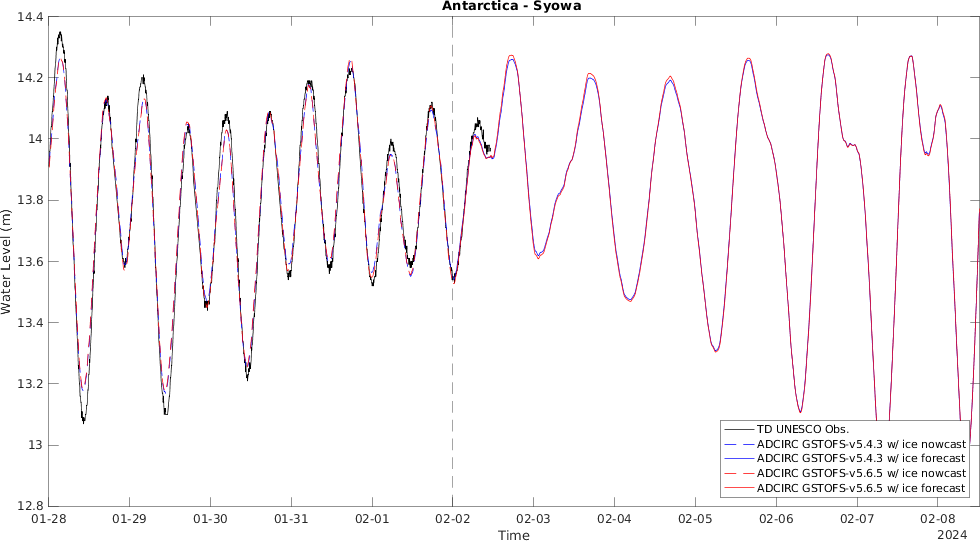 Antarctica - Syowa
Water Level (m)
14.4
14.2
14
13.8
13.6
13.4
13.2
13
12.8
01-28
01-29
01-30
01-31
02-01
02-02
02-03
02-04
02-05
02-06
02-07
02-08
Time
2024
TD UNESCO Obs.
ADCIRC GSTOFS-v5.4.3 w/ ice nowcast
ADCIRC GSTOFS-v5.4.3 w/ ice forecast
ADCIRC GSTOFS-v5.6.5 w/ ice nowcast
ADCIRC GSTOFS-v5.6.5 w/ ice forecast